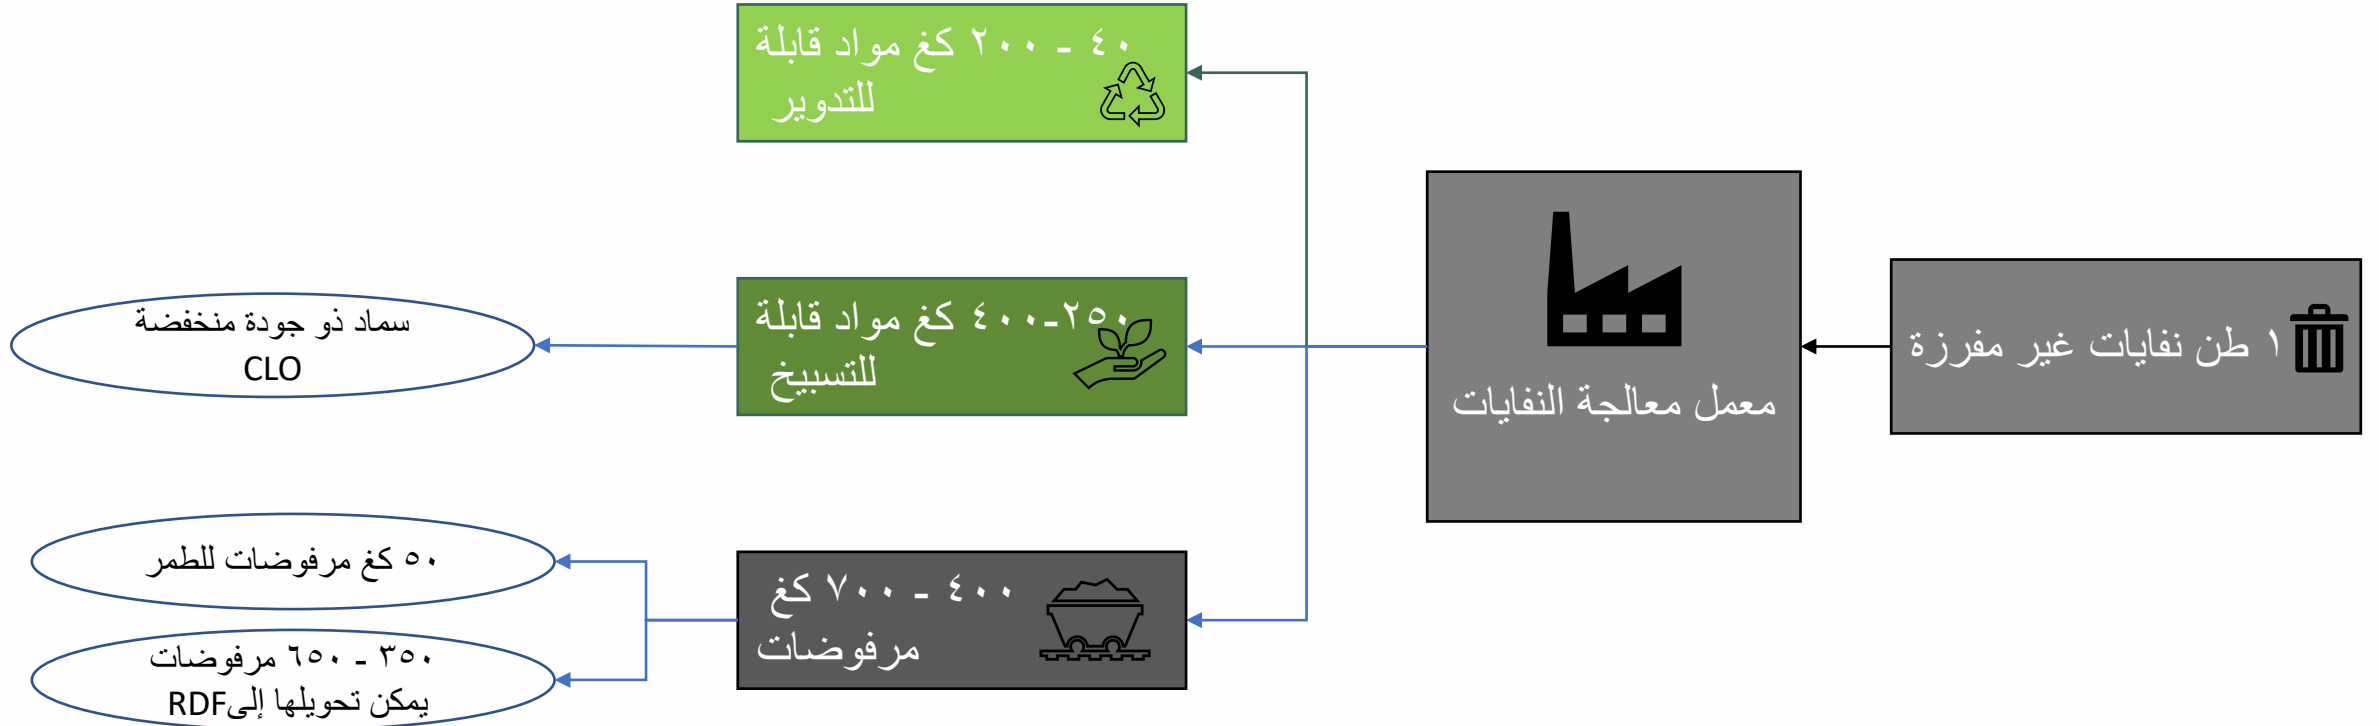 ١ طن نفايات غير مفرزة
معمل معالجة النفايات
٤٠ - ٢٠٠ كغ مواد قابلة
للتدوير
٢٥٠-٤٠٠ كغ مواد قابلة
للتسبيخ
٤٠٠ - ٧٠٠ كغ
مرفوضات
سماد ذو جودة منخفضة
CLO
٥٠ كغ مرفوضات للطمر
٣٥٠ - ٦٥٠ مرفوضات
يمكن تحويلها إلىRDF